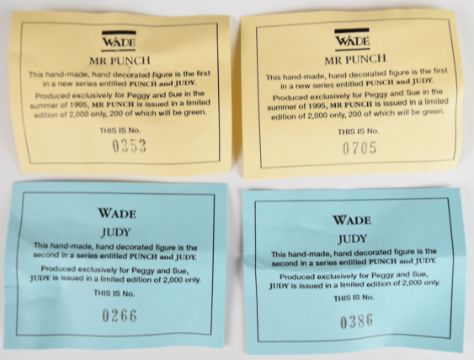 WADE
MR PUNCH
This hand-made, hand decorated figure is the first
in a new series entitled PUNCH and JUDY.
Produced exclusively for Peggy and Sue in the
summer of 1995, MR PUNCH is issued in a limited
edition of 2,000 only, 200 of which will be green.
THIS IS No.
0353
WADE
MR PUNCH
This hand-made, hand decorated figure is the first
in a new series entitled PUNCH and JUDY.
Produced exclusively for Peggy and Sue in the
summer of 1995, MR PUNCH is issued in a limited
edition of 2,000 only, 200 of which will be green.
THIS IS No.
0705
WADE
JUDY
This hand-made, hand decorated figure is the
second in a series entitled PUNCH and JUDY.
Produced exclusively for Peggy and Sue,
JUDY is issued in a limited edition of 2,000 only.
THIS IS No.
0266
WADE
JUDY
This hand-made, hand decorated figure is the
second in a series entitled PUNCH and JUDY.
Produced exclusively for Peggy and Sue,
JUDY is issued in a limited edition of 2,000 only.
THIS IS No.
0386